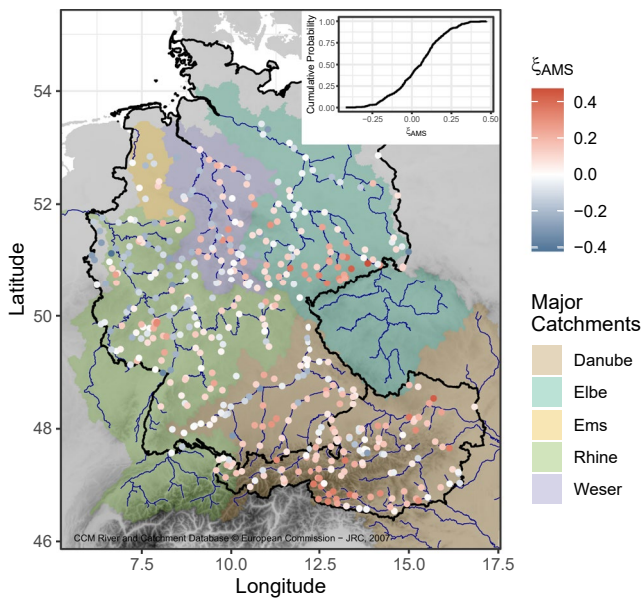 1.00
0.75
0.50
0.25
0.00
Cumulative Probability
−0.25
0.00
0.25
0.50
ξAMS
54
52
50
48
46
Latitude
7.5
10.0
12.5
15.0
17.5
Longitude
CCM River and Catchment Database © European Commission − JRC, 2007
ξAMS
0.4
0.2
0.0
−0.2
−0.4
Major
Catchments
Danube
Elbe
Ems
Rhine
Weser